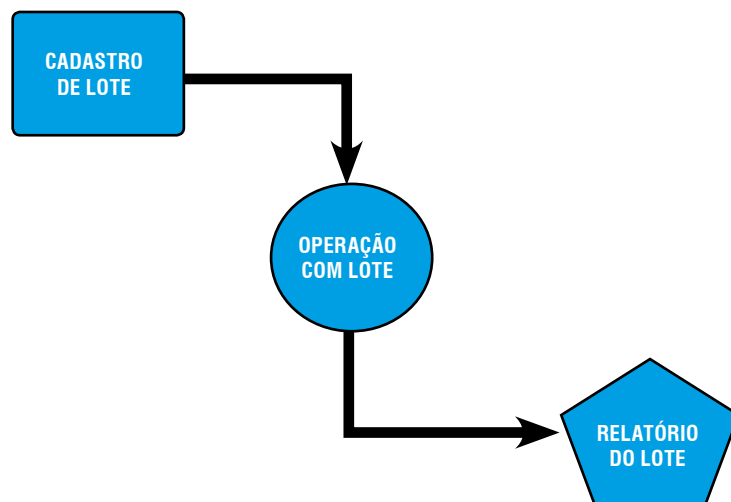 CADASTRO
DE LOTE
OPERAÇÃO
COM LOTE
RELATÓRIO
DO LOTE